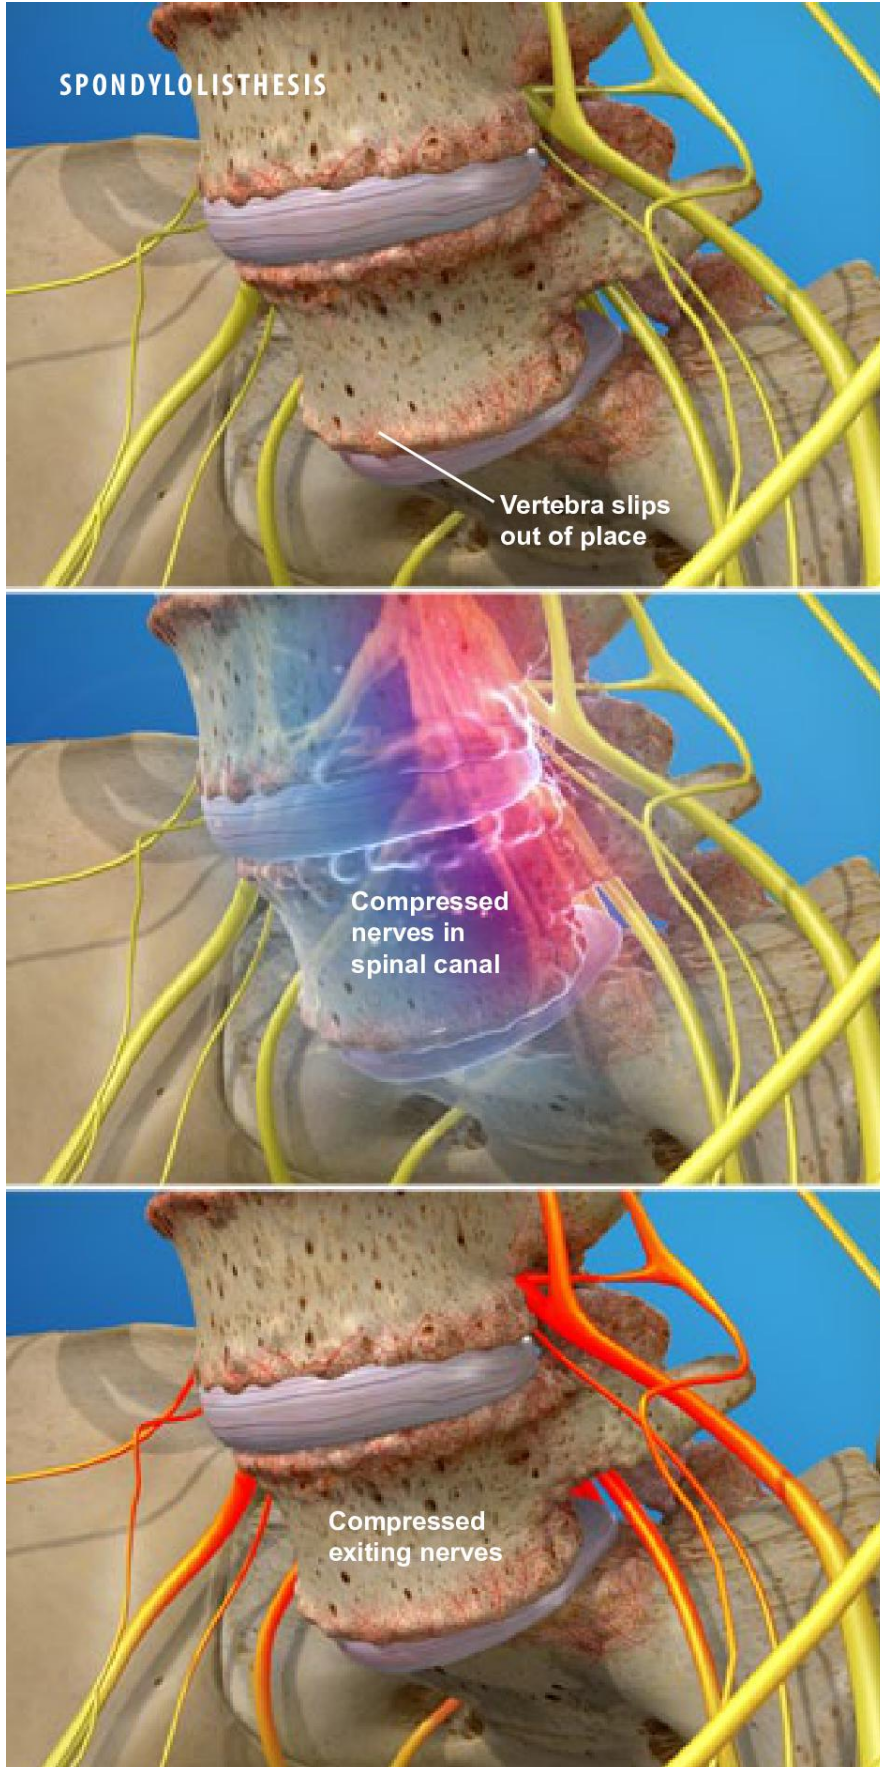 SPONDYLOLISTHESIS
Vertebra slips
out of place
Compressed
nerves in
spinal canal
Compressed
exiting nerves